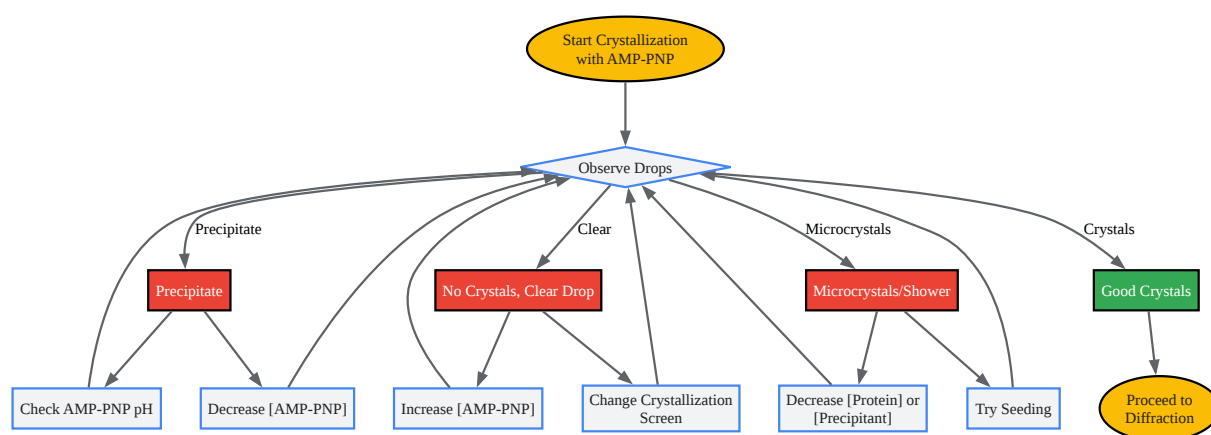 Start Crystallization
with AMP-PNP
Observe Drops
Precipitate
Clear
Microcrystals
Crystals
Precipitate
No Crystals, Clear Drop
Microcrystals/Shower
Good Crystals
Check AMP-PNP pH
Decrease [AMP-PNP]
Increase [AMP-PNP]
Change Crystallization
Screen
Decrease [Protein] or
[Precipitant]
Try Seeding
Proceed to
Diffraction